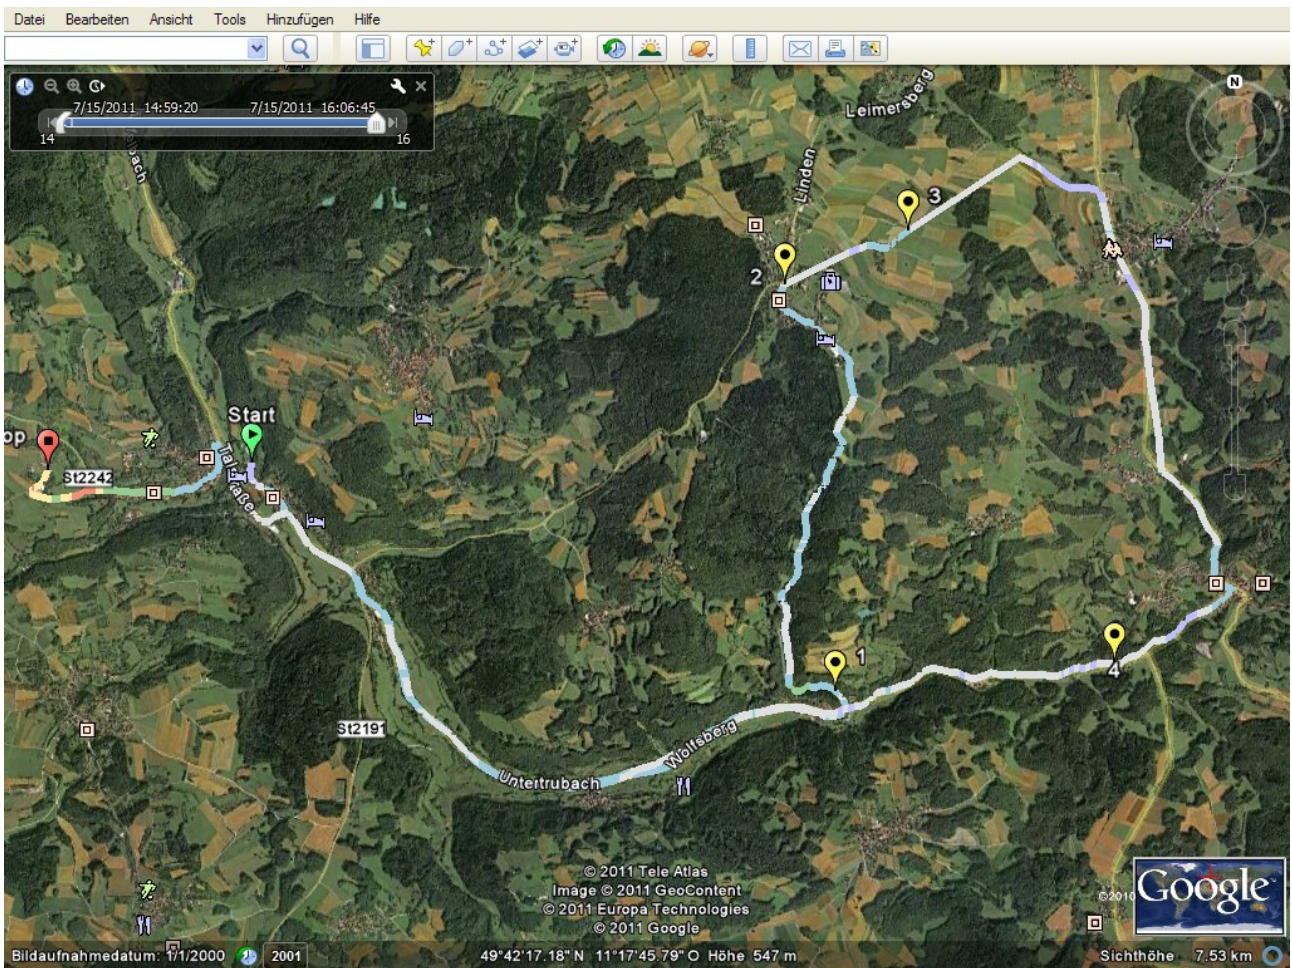 Datei Bearbeiten Ansicht Tools Hinzufügen Hilfe
7/15/2011 14:59:20 7/15/2011 16:06:45
14 16
N
Leimersberg
Linden
3
2
Start
op
St2242
Talstraße
1
4
St2191
Wolfsberg
Untertrubach
© 2011 Tele Atlas
Image © 2011 GeoContent
© 2011 Europa Technologies
© 2011 Google
©2010 Google
Bildaufnahmedatum: 1/1/2000 2001 49°42'17.18" N 11°17'45.79" O Höhe 547 m Sichthöhe 7.53 km